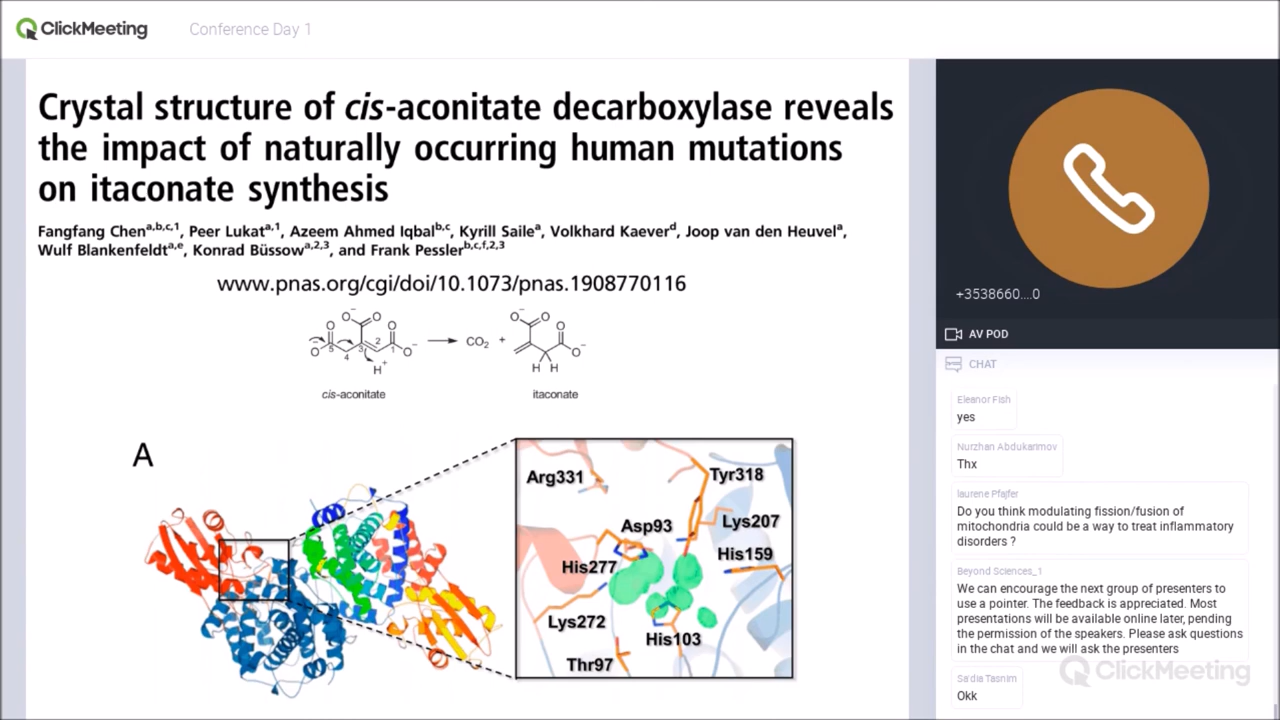 ClickMeeting
Conference Day 1
Crystal structure of cis-aconitate decarboxylase reveals
the impact of naturally occurring human mutations
on itaconate synthesis
Fangfang Chena,b,c,1, Peer Lukata,1, Azeem Ahmed Iqbalb,c, Kyrill Sailea, Volkhard Kaeverd, Joop van den Heuvela,
Wulf Blankenfeldta,e, Konrad Büssowa,2,3, and Frank Pesslerb,c,f,2,3
www.pnas.org/cgi/doi/10.1073/pnas.1908770116
O O- O O- 5 4 3 2 1 O O- H+
CO2 +
O- O O O- H H
cis-aconitate
itaconate
A
Arg331
Tyr318
Asp93
Lys207
His159
His277
Lys272
His103
Thr97
+3538660....0
AV POD
CHAT
Eleanor Fish
yes
Nurzhan Abdukarimov
Thx
laurene Pfajfer
Do you think modulating fission/fusion of
mitochondria could be a way to treat inflammatory
disorders ?
Beyond Sciences_1
We can encourage the next group of presenters to
use a pointer. The feedback is appreciated. Most
presentations will be available online later, pending
the permission of the speakers. Please ask questions
in the chat and we will ask the presenters
ClickMeeting
Sa'dia Tasnim
Okk